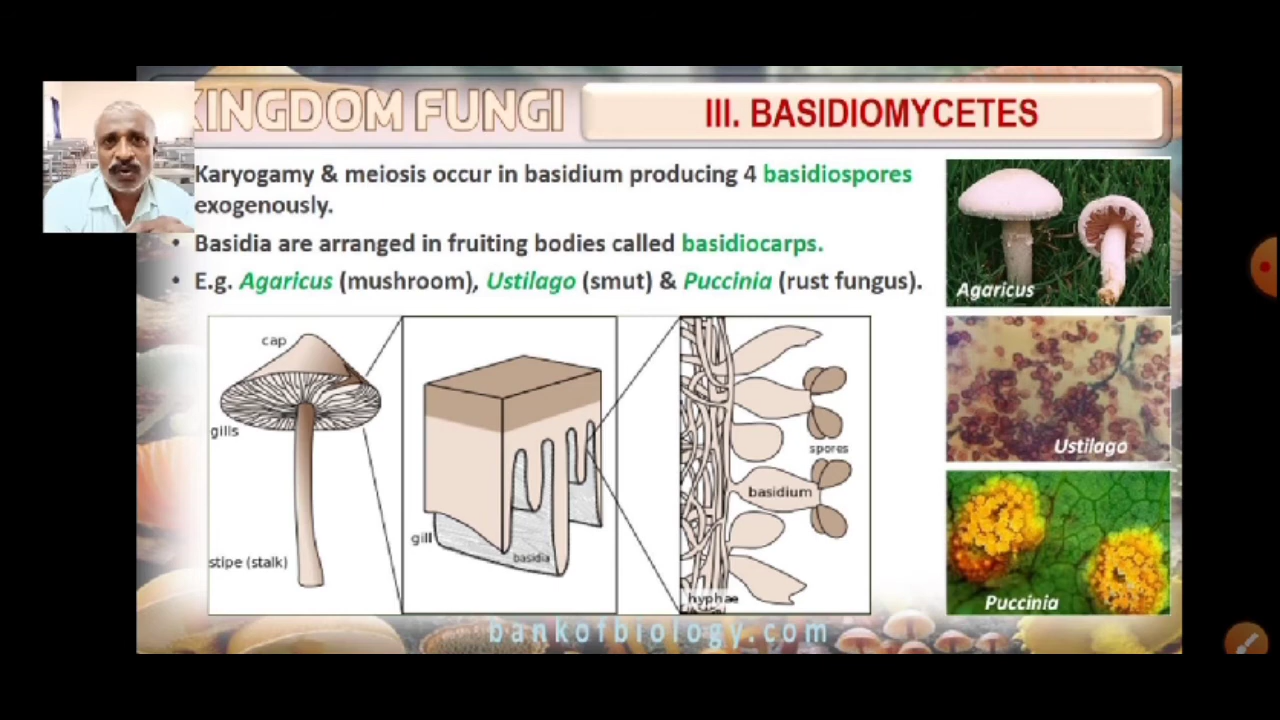 KINGDOM FUNGI
III. BASIDIOMYCETES
Karyogamy & meiosis occur in basidium producing 4 basidiospores
exogenously.
• Basidia are arranged in fruiting bodies called basidiocarps.
• E.g. Agaricus (mushroom), Ustilago (smut) & Puccinia (rust fungus).
cap
gills
stipe (stalk)
gill
basidia
spores
basidium
hyphae
Agaricus
Ustilago
Puccinia
bankofbiology.com